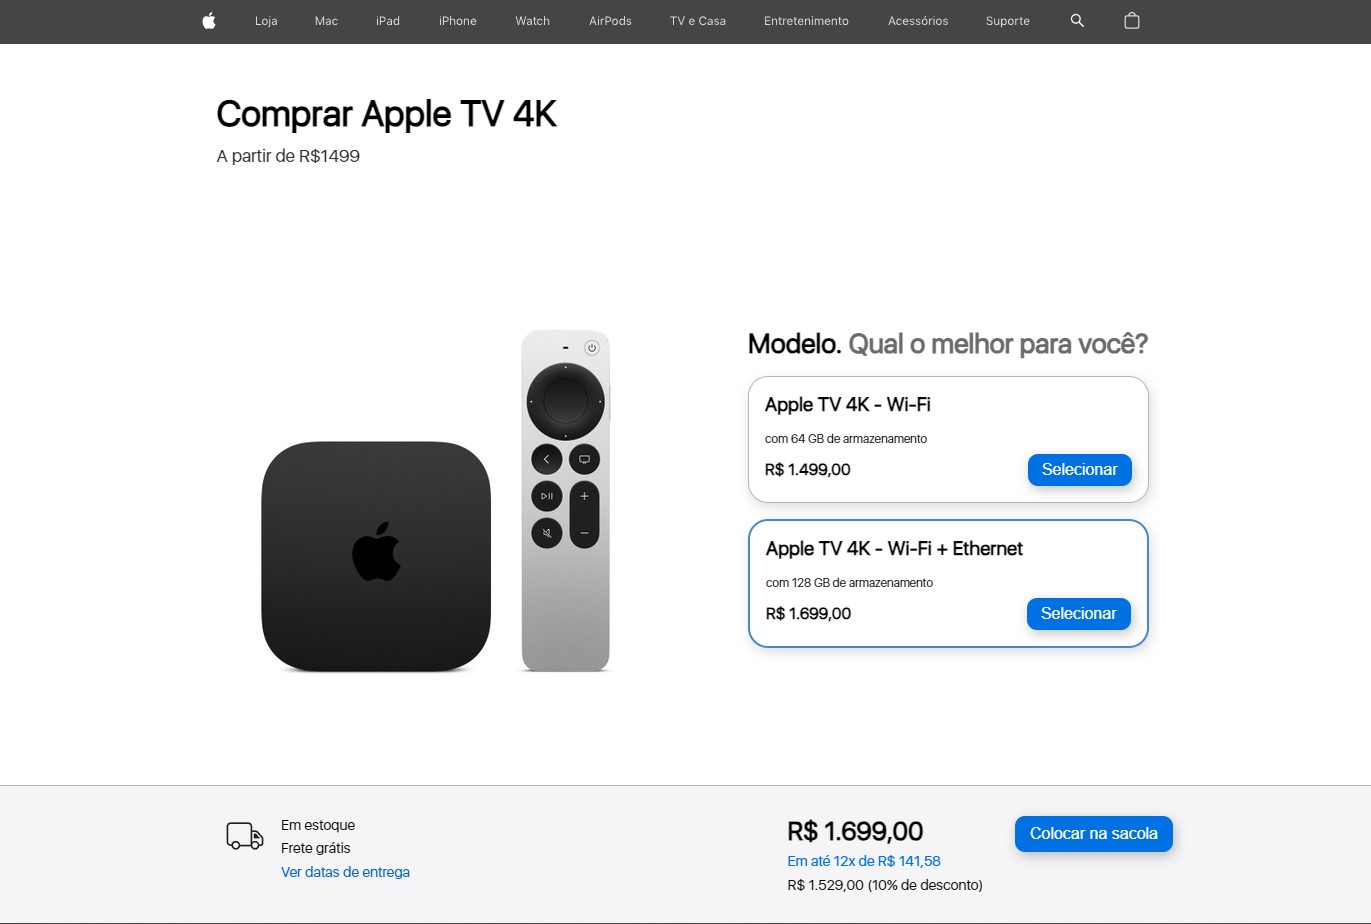 Loja Mac iPad iPhone Watch AirPods TV e Casa Entretenimento Acessórios Suporte
Comprar Apple TV 4K
A partir de R$1499
Modelo. Qual o melhor para você?
Apple TV 4K - Wi-Fi
com 64 GB de armazenamento
R$ 1.499,00
Selecionar
Apple TV 4K - Wi-Fi + Ethernet
com 128 GB de armazenamento
R$ 1.699,00
Selecionar
Em estoque
Frete grátis
Ver datas de entrega
R$ 1.699,00
Em até 12x de R$ 141,58
R$ 1.529,00 (10% de desconto)
Colocar na sacola